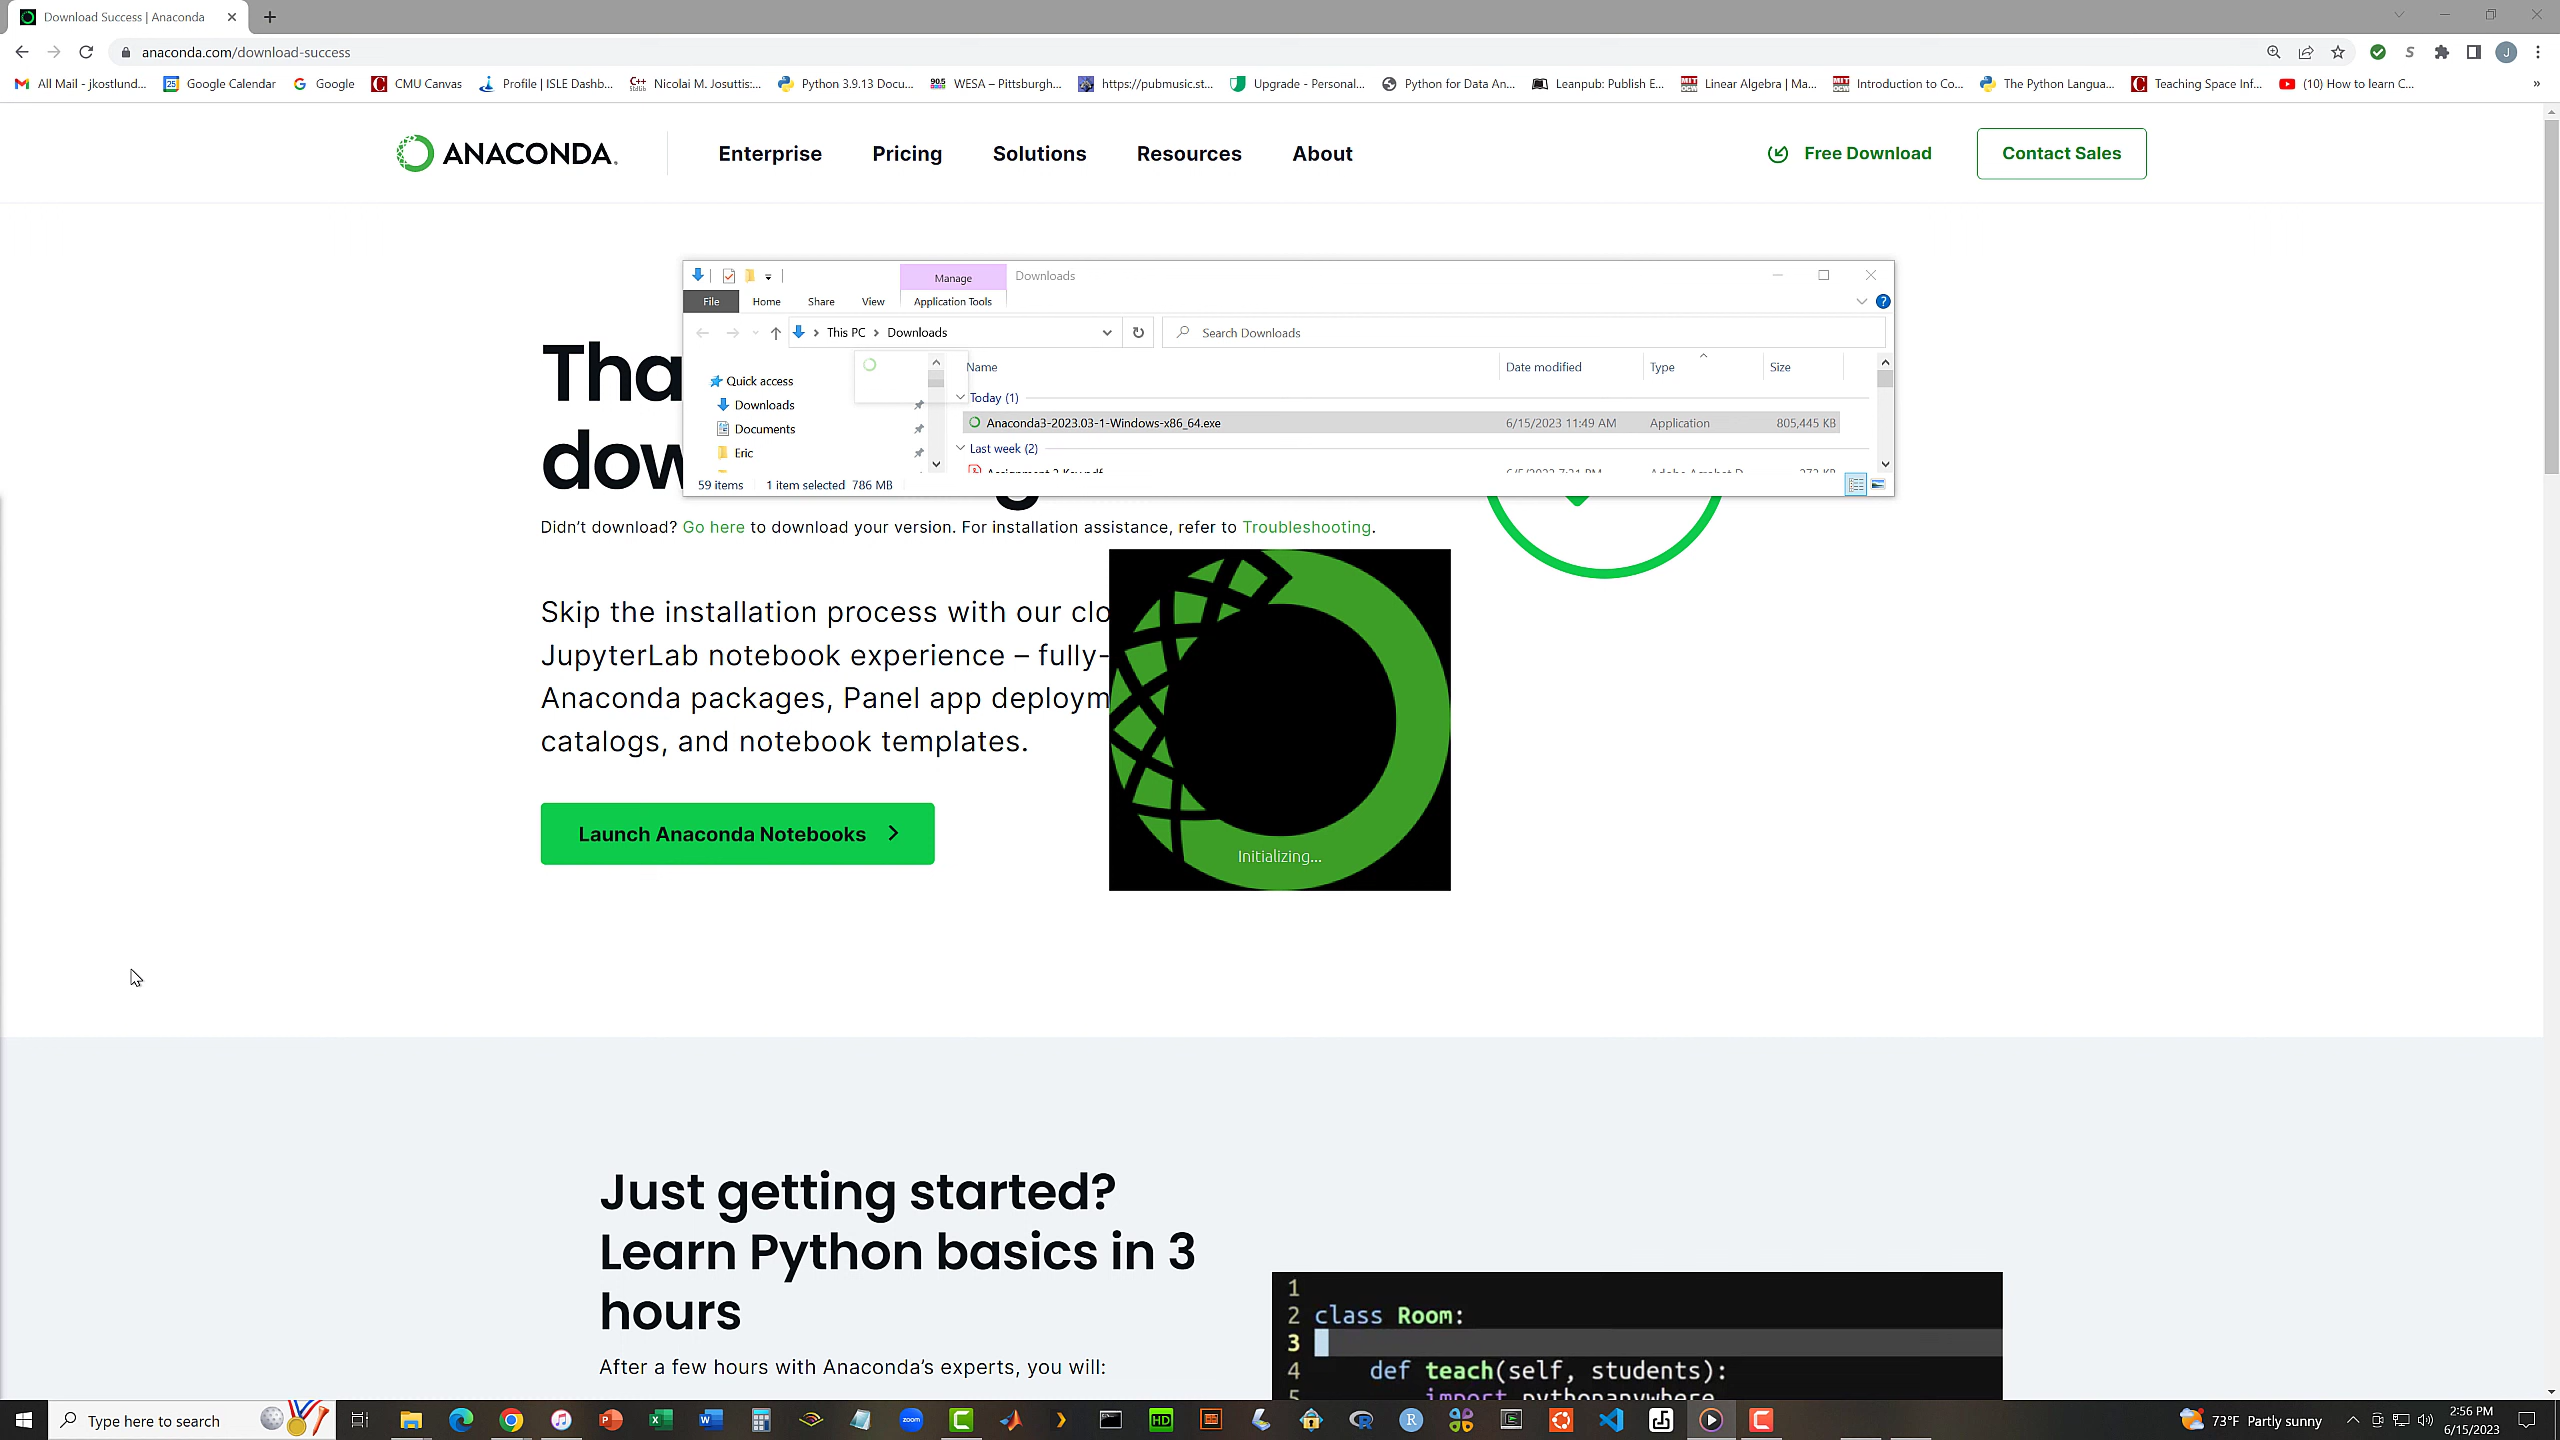 Download Success | Anaconda
anaconda.com/download-success
J
All Mail - jkostlund...
Google Calendar
Google
CMU Canvas
Profile | ISLE Dashb...
Nicolai M. Josuttis:...
Python 3.9.13 Docu...
WESA – Pittsburgh...
https://pubmusic.st...
Upgrade - Personal...
Python for Data An...
Leanpub: Publish E...
Linear Algebra | Ma...
Introduction to Co...
The Python Langua...
Teaching Space Inf...
(10) How to learn C...
»
ANACONDA.
Enterprise
Pricing
Solutions
Resources
About
Free Download
Contact Sales
Manage
Downloads
File
Home
Share
View
Application Tools
This PC > Downloads
Search Downloads
Name
Date modified
Type
Size
Quick access
Downloads
Documents
Eric
Today (1)
Anaconda3-2023.03-1-Windows-x86_64.exe 6/15/2023 11:49 AM Application 805,445 KB
Last week (2)
59 items 1 item selected 786 MB
Tha
dow
Didn’t download? Go here to download your version. For installation assistance, refer to Troubleshooting.
Skip the installation process with our clo
JupyterLab notebook experience – fully-
Anaconda packages, Panel app deploym
catalogs, and notebook templates.
Initializing...
Launch Anaconda Notebooks
Just getting started?
Learn Python basics in 3
hours
After a few hours with Anaconda’s experts, you will:
1
2 class Room:
3
4 def teach(self, students):
Type here to search
zoom
HD
73°F Partly sunny
2:56 PM
6/15/2023